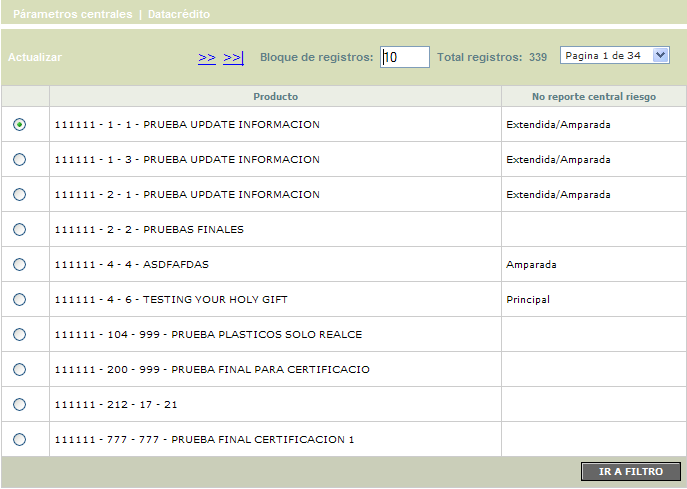 Párametros centrales | Datacrédito
Actualizar >> >>| Bloque de registros: 10 Total registros: 339 Pagina 1 de 34
Producto No reporte central riesgo
111111 - 1 - 1 - PRUEBA UPDATE INFORMACION Extendida/Amparada
111111 - 1 - 3 - PRUEBA UPDATE INFORMACION Extendida/Amparada
111111 - 2 - 1 - PRUEBA UPDATE INFORMACION Extendida/Amparada
111111 - 2 - 2 - PRUEBAS FINALES
111111 - 4 - 4 - ASDFAFDAS Amparada
111111 - 4 - 6 - TESTING YOUR HOLY GIFT Principal
111111 - 104 - 999 - PRUEBA PLASTICOS SOLO REALCE
111111 - 200 - 999 - PRUEBA FINAL PARA CERTIFICACIO
111111 - 212 - 17 - 21
111111 - 777 - 777 - PRUEBA FINAL CERTIFICACION 1
IR A FILTRO